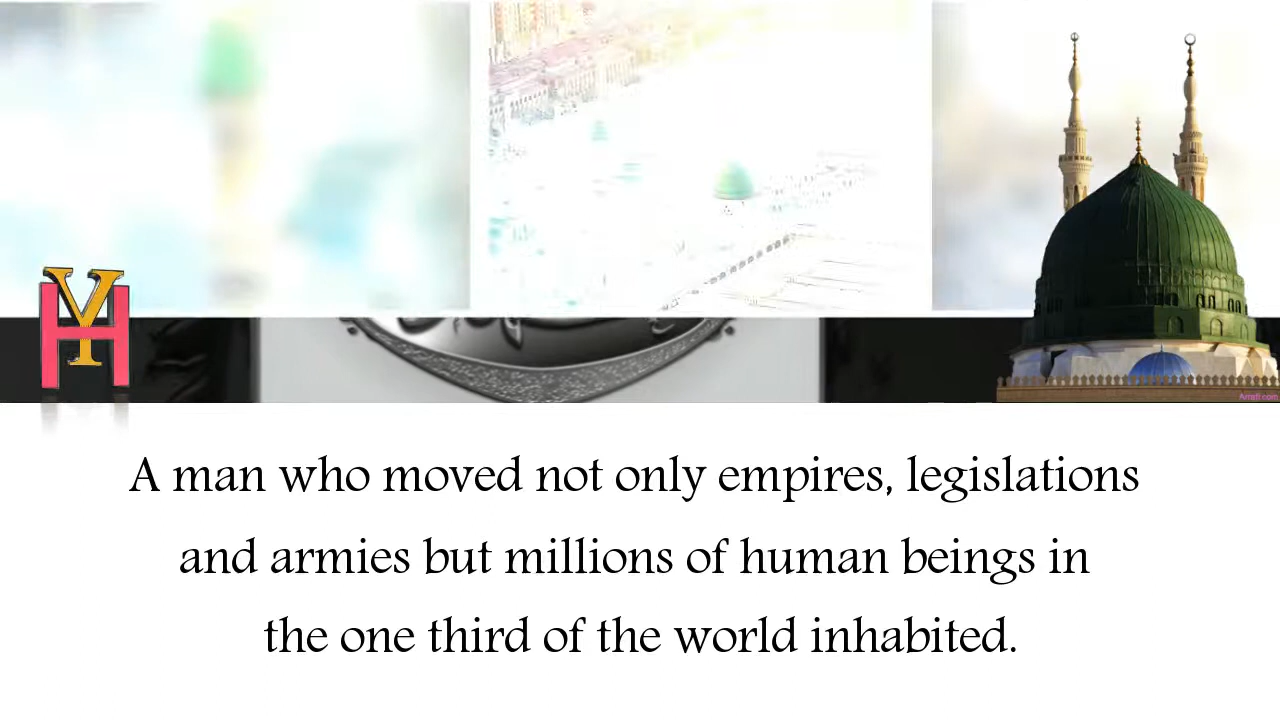 YH
A man who moved not only empires, legislations
and armies but millions of human beings in
the one third of the world inhabited.